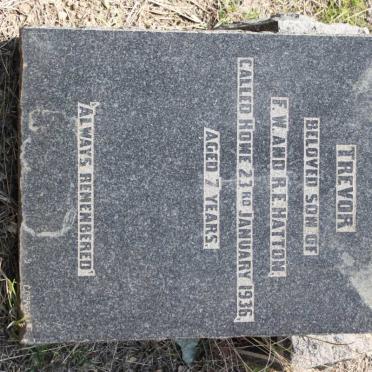 TREVOR
BELOVED SON OF
F. W. AND R. E. HATTON,
CALLED HOME 23RD JANUARY 1936,
AGED 7 YEARS.
"ALWAYS REMEMBERED"